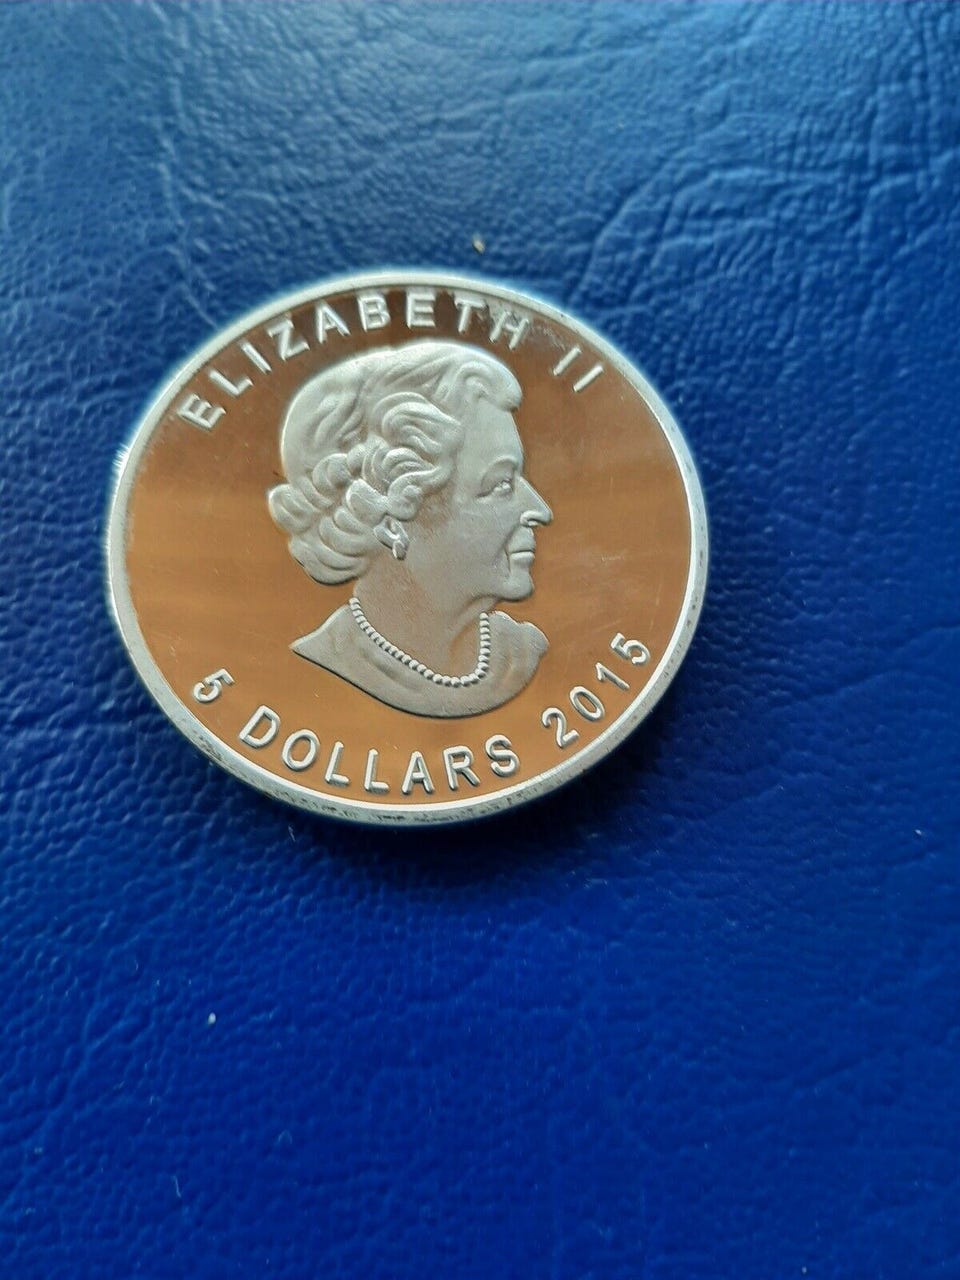 ELIZABETH II
5 DOLLARS 2015